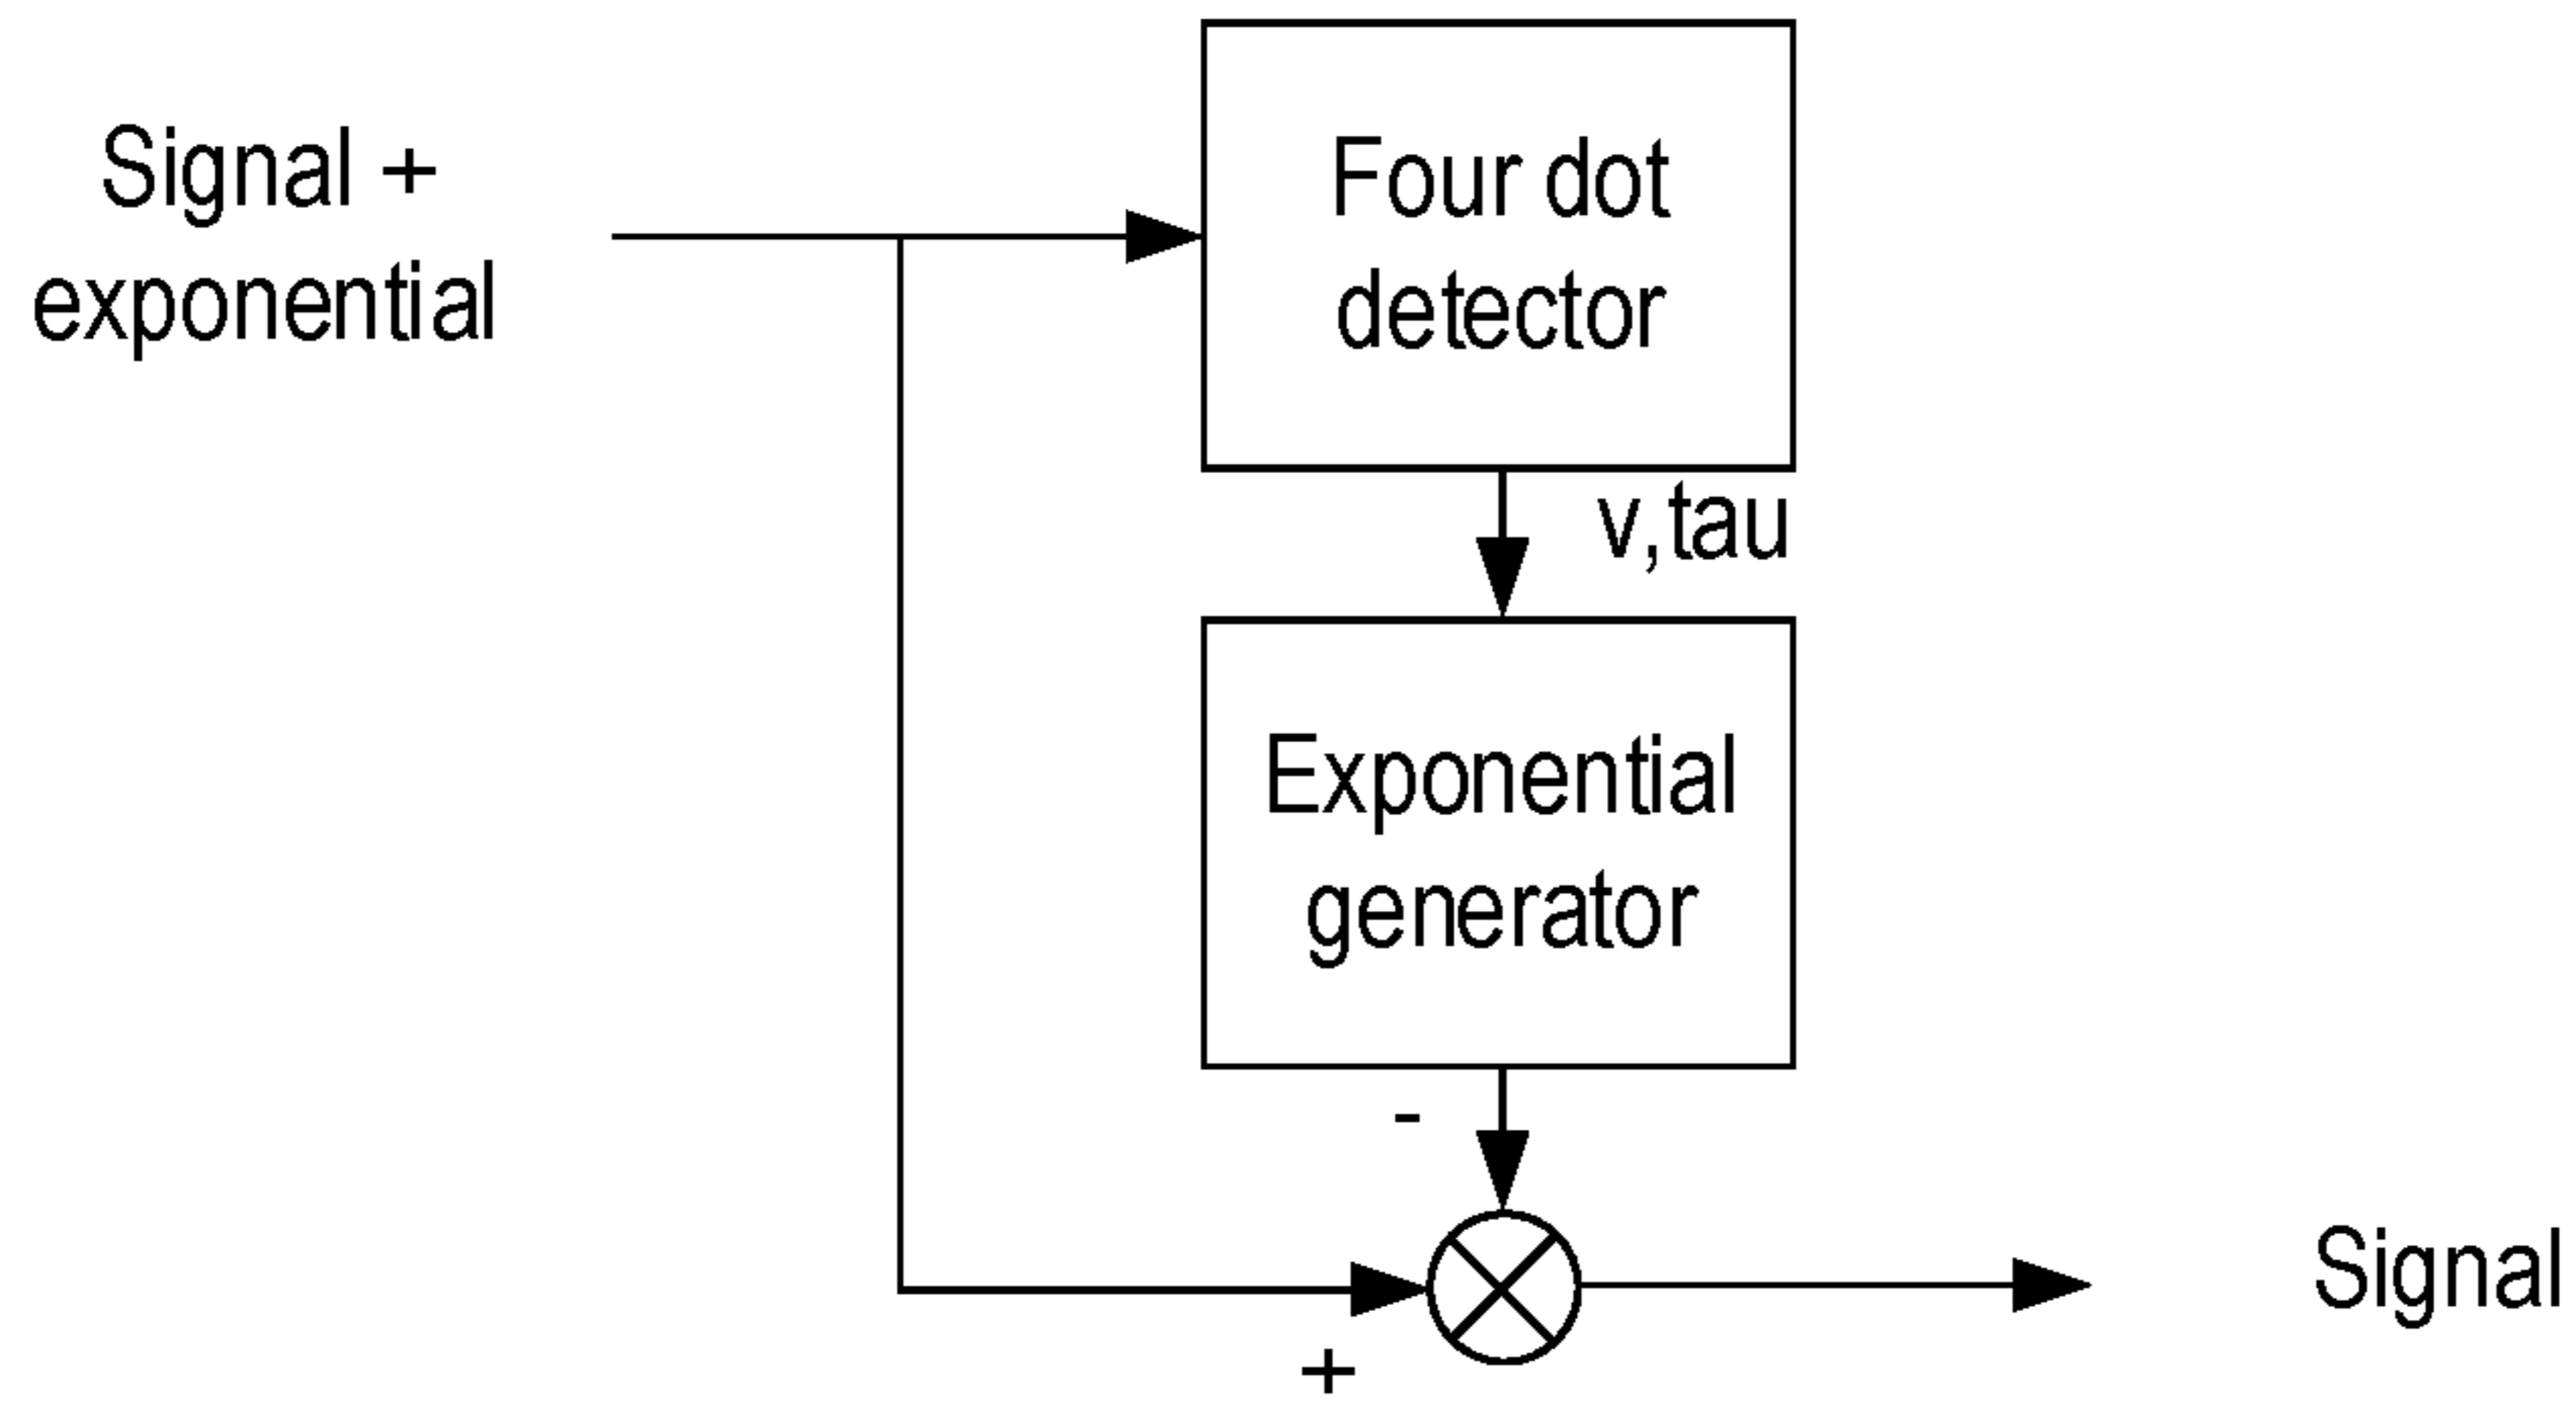 Signal +
exponential
Four dot
detector
v,tau
Exponential
generator
-
+
Signal